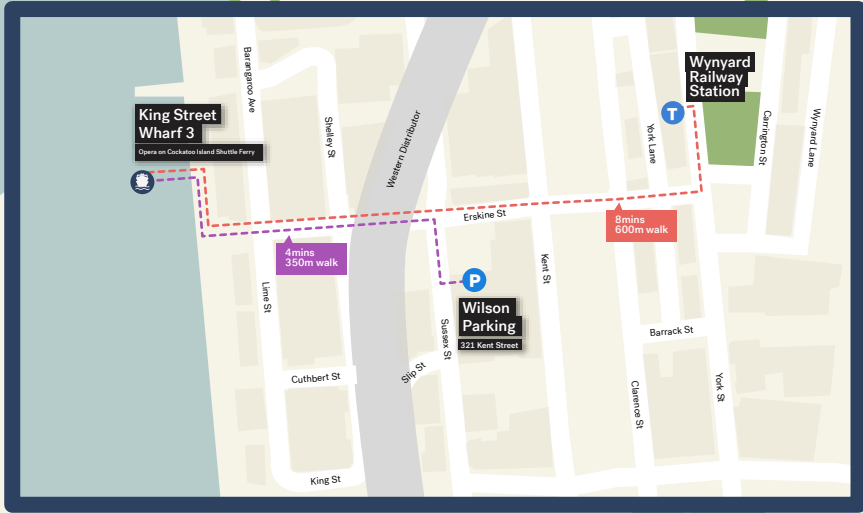 Wynyard
Railway
Station
T
Barangaroo Ave
Shelley St
Western Distributor
York Lane
Carrington St
Wynyard Lane
King Street
Wharf 3
Opera on Cockatoo Island Shuttle Ferry
Erskine St
8mins
600m walk
4mins
350m walk
Kent St
P
Lime St
Wilson
Parking
321 Kent Street
Sussex St
Barrack St
Slip St
Cuthbert St
Clarence St
York St
King St